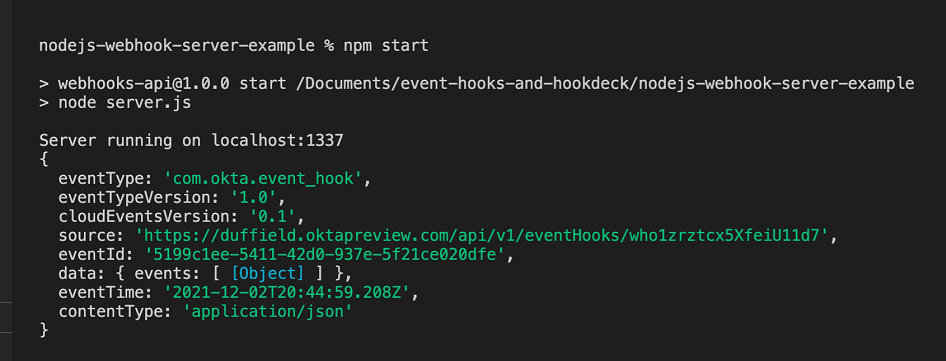 nodejs-webhook-server-example % npm start
> webhooks-api@1.0.0 start /Documents/event-hooks-and-hookdeck/nodejs-webhook-server-example
> node server.js
Server running on localhost:1337
{
  eventType: 'com.okta.event_hook',
  eventTypeVersion: '1.0',
  cloudEventsVersion: '0.1',
  source: 'https://duffield.oktapreview.com/api/v1/eventHooks/who1zrztcx5XfeiU11d7',
  eventId: '5199c1ee-5411-42d0-937e-5f21ce020dfe',
  data: { events: [ [Object] ] },
  eventTime: '2021-12-02T20:44:59.208Z',
  contentType: 'application/json'
}